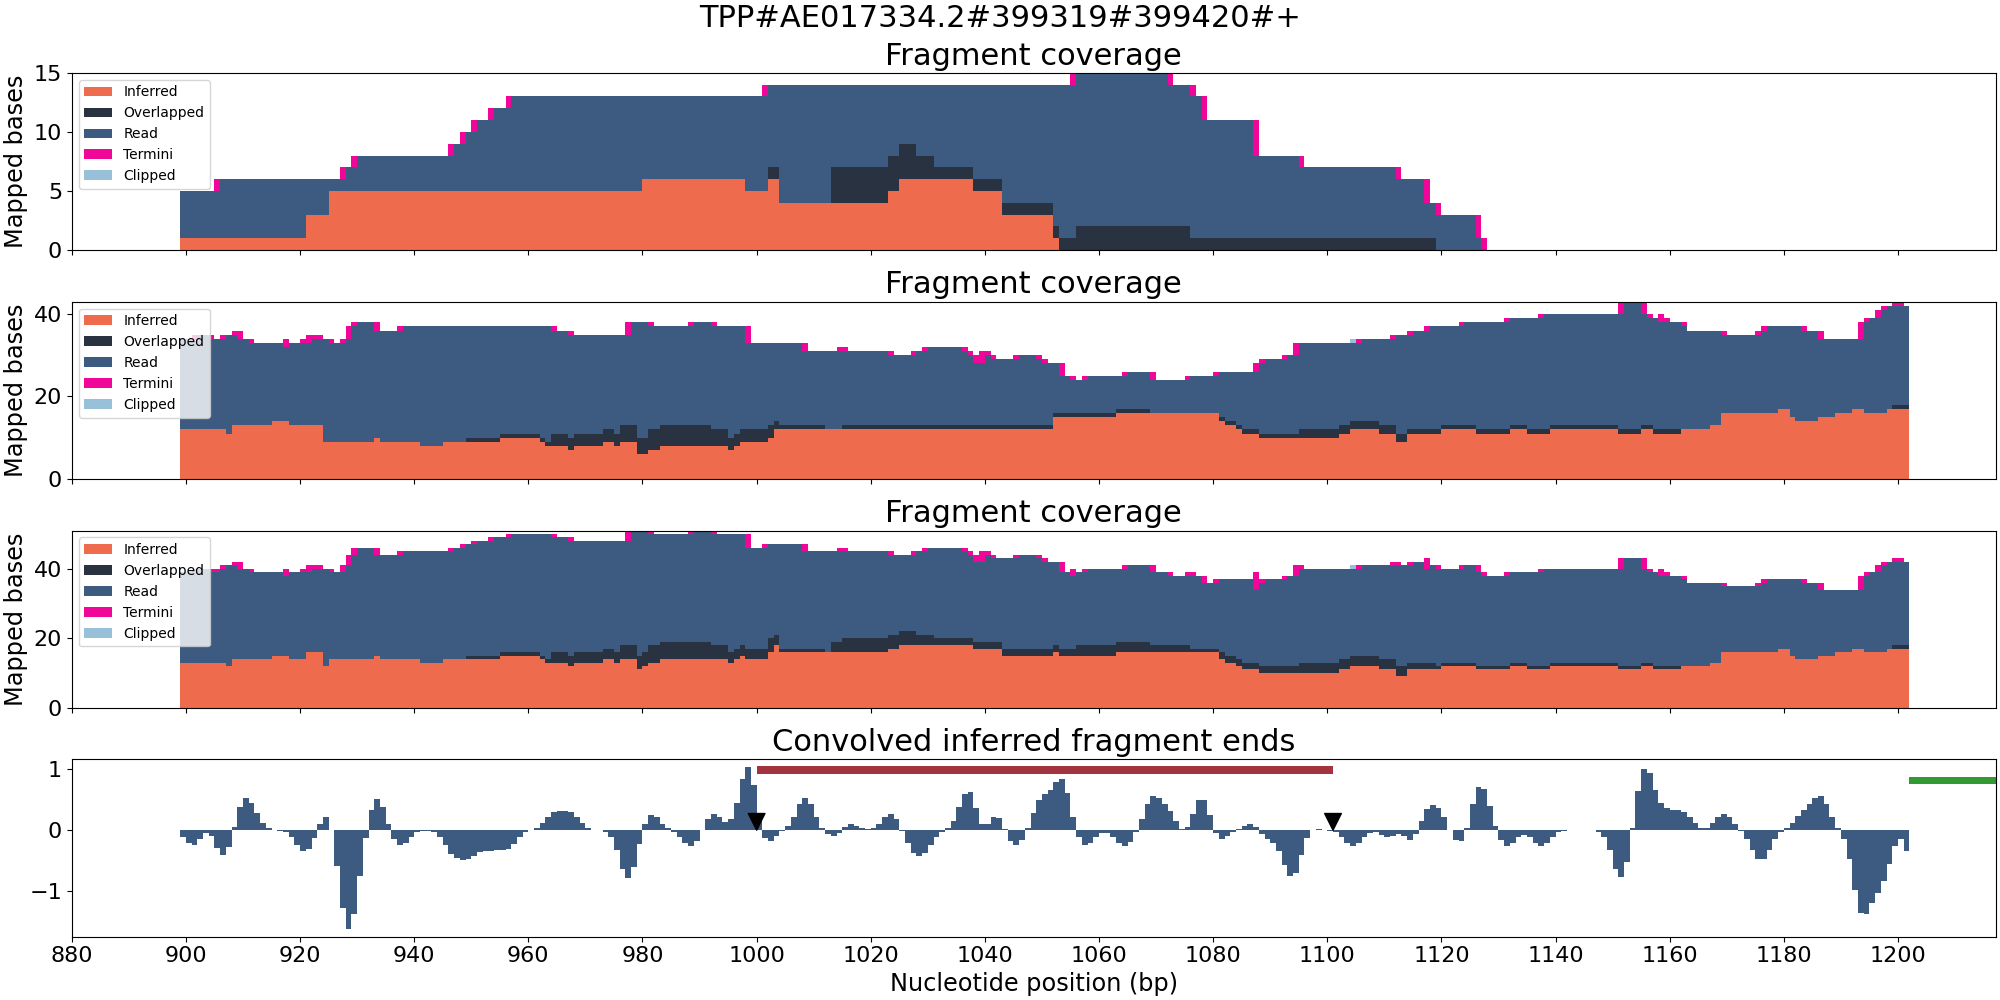 TPP#AE017334.2#399319#399420#+
Fragment coverage
Mapped bases
15
10
5
0
Inferred
Overlapped
Read
Termini
Clipped
Fragment coverage
Mapped bases
40
20
0
Inferred
Overlapped
Read
Termini
Clipped
Fragment coverage
Mapped bases
40
20
0
Inferred
Overlapped
Read
Termini
Clipped
Convolved inferred fragment ends
1
0
−1
880 900 920 940 960 980 1000 1020 1040 1060 1080 1100 1120 1140 1160 1180 1200
Nucleotide position (bp)